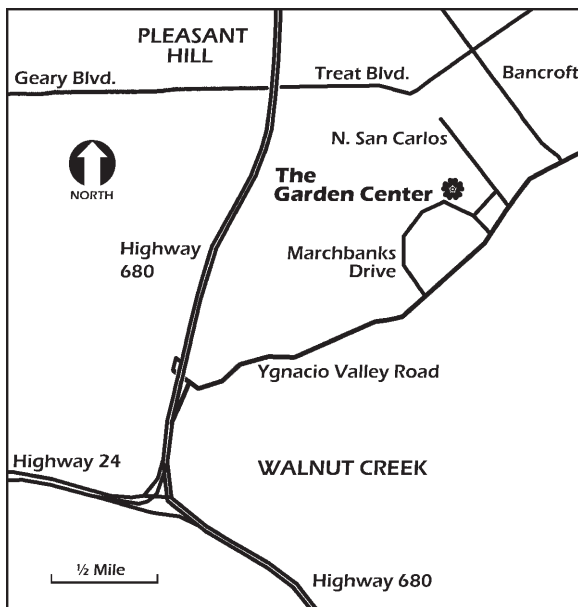 PLEASANT
HILL
Geary Blvd.
Treat Blvd.
Bancroft
N. San Carlos
NORTH
The
Garden Center
Highway
680
Marchbanks
Drive
Ygnacio Valley Road
Highway 24
WALNUT CREEK
½ Mile
Highway 680